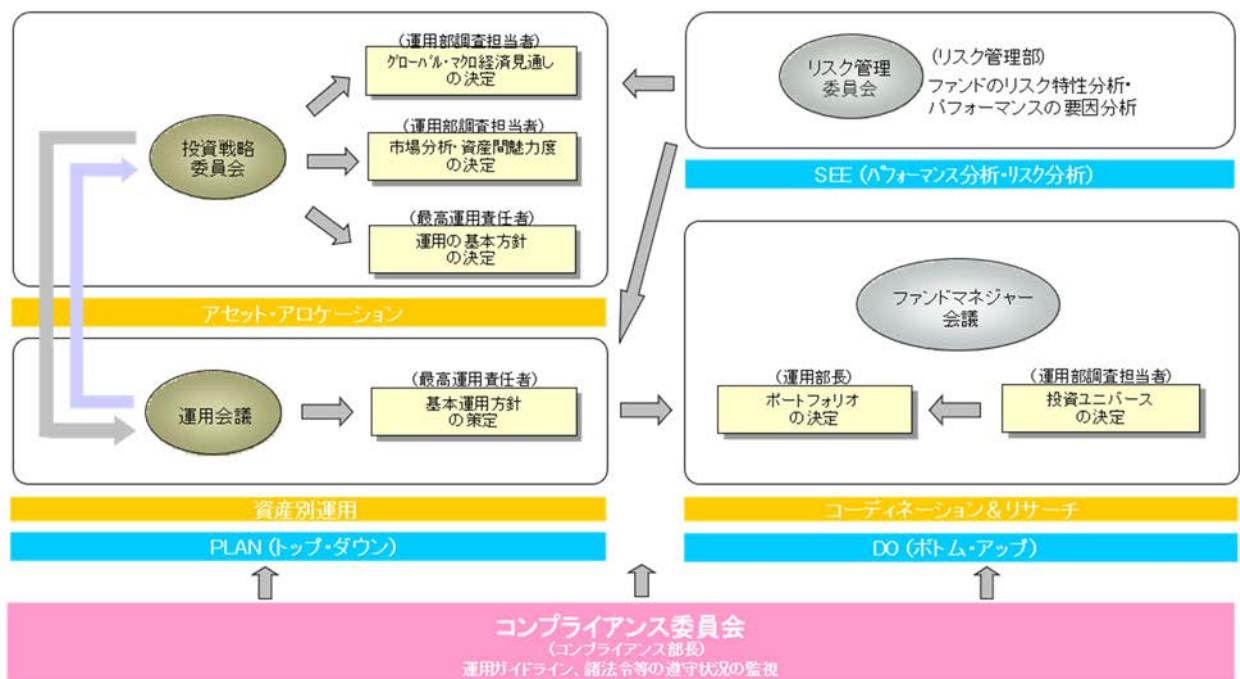 (運用部調査担当者)
グローバル・マクロ経済見通し
の決定
投資戦略
委員会
(運用部調査担当者)
市場分析・資産間魅力度
の決定
(最高運用責任者)
運用の基本方針
の決定
アセット・アロケーション
運用会議
(最高運用責任者)
基本運用方針
の策定
資産別運用
PLAN (トップ・ダウン)
リスク管理
委員会
(リスク管理部)
ファンドのリスク特性分析・
パフォーマンスの要因分析
SEE (パフォーマンス分析・リスク分析)
ファンドマネジャー
会議
(運用部長)
ポートフォリオ
の決定
(運用部調査担当者)
投資ユニバース
の決定
コーディネーション＆リサーチ
DO (ボトム・アップ)
コンプライアンス委員会
(コンプライアンス部長)
運用ガイドライン、諸法令等の遵守状況の監視